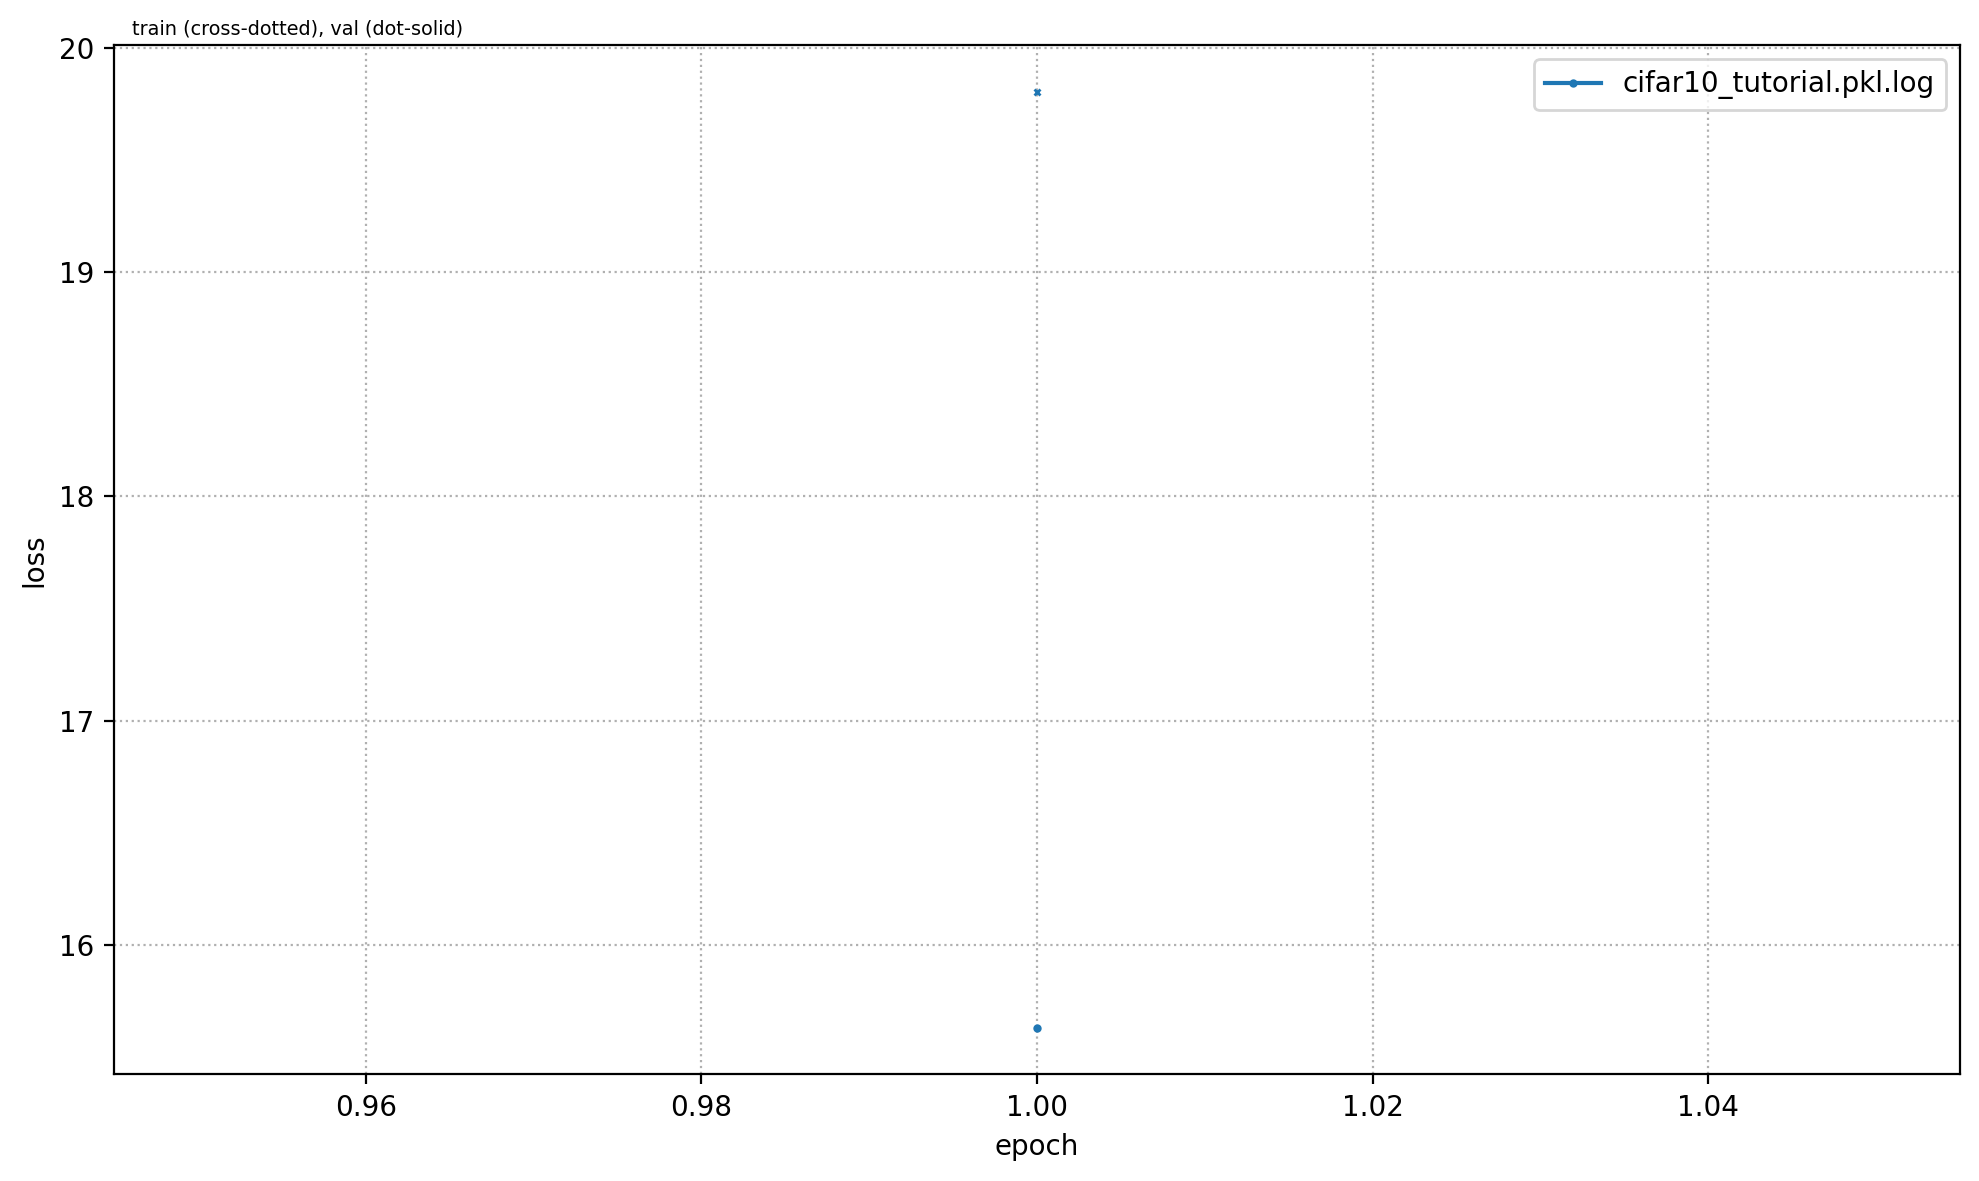 train (cross-dotted), val (dot-solid)
cifar10_tutorial.pkl.log
20
19
18
17
16
loss
0.96
0.98
1.00
1.02
1.04
epoch